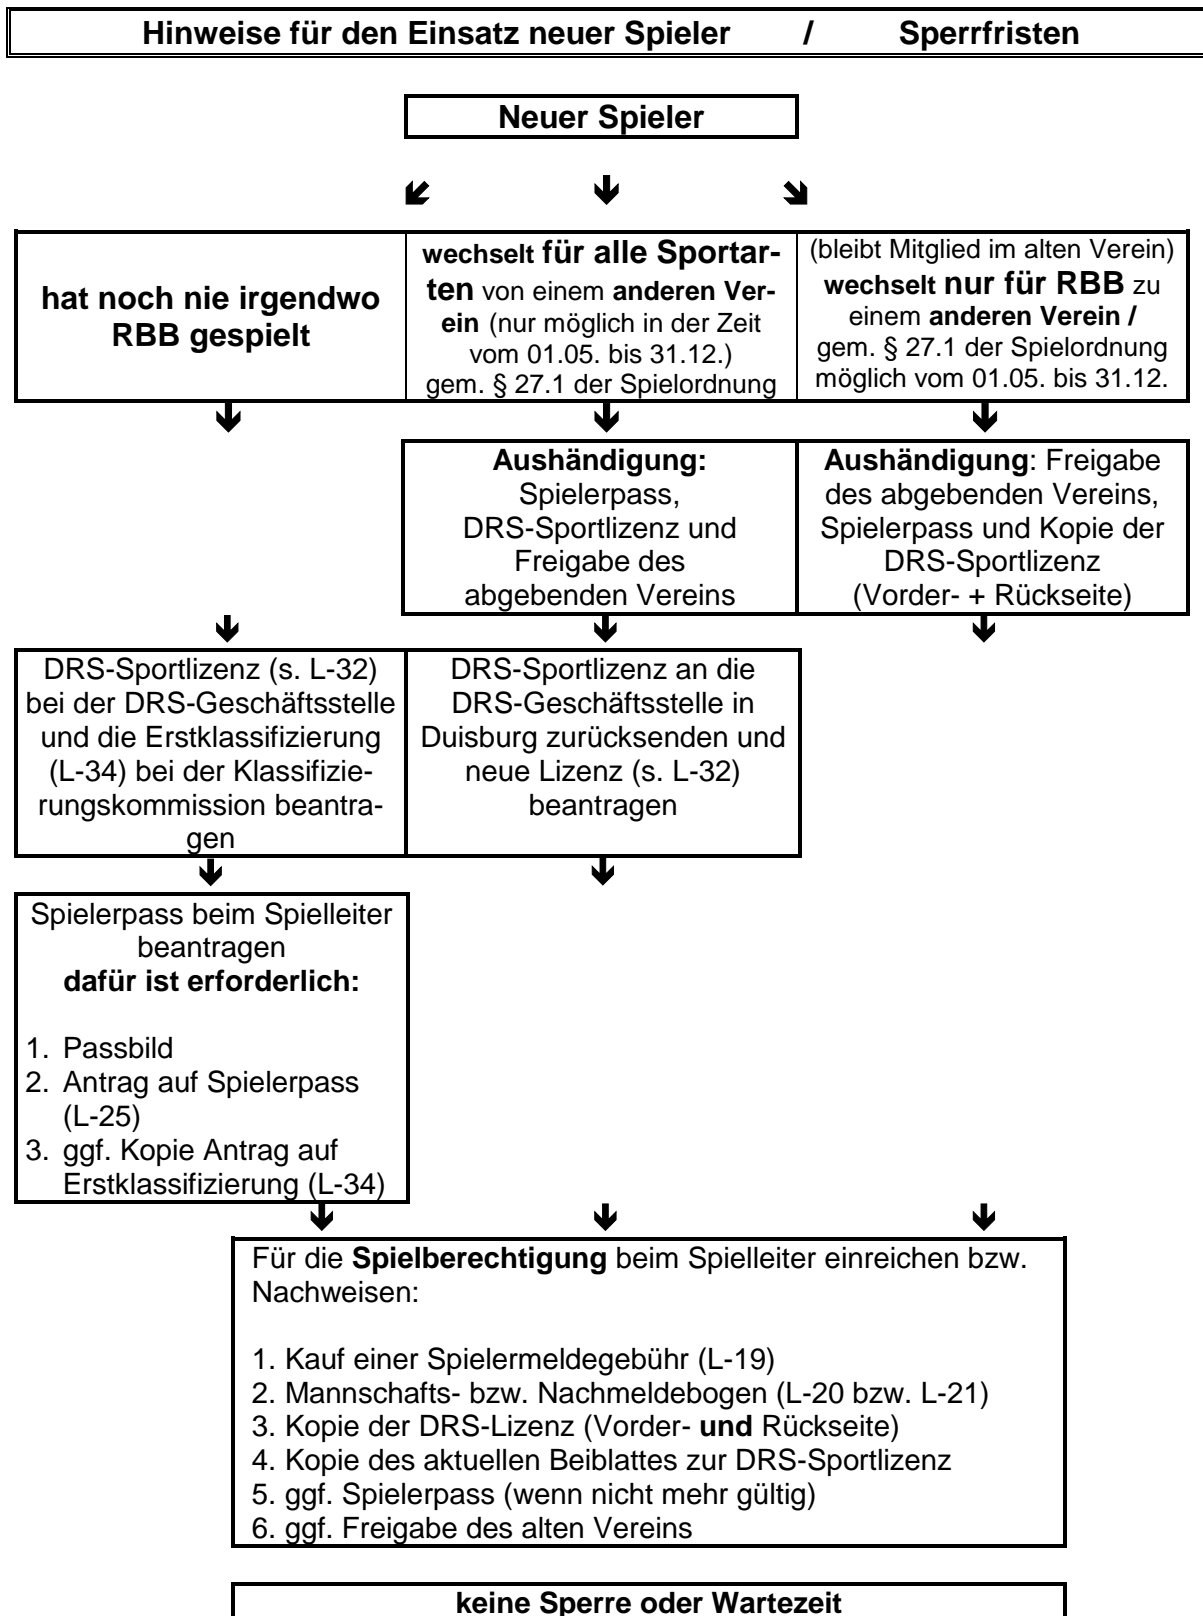 Hinweise für den Einsatz neuer Spieler / Sperrfristen
Neuer Spieler
hat noch nie irgendwo
RBB gespielt
wechselt für alle Sportar-
ten von einem anderen Ver-
ein (nur möglich in der Zeit
vom 01.05. bis 31.12.)
gem. § 27.1 der Spielordnung
(bleibt Mitglied im alten Verein)
wechselt nur für RBB zu
einem anderen Verein /
gem. § 27.1 der Spielordnung
möglich vom 01.05. bis 31.12.
Aushändigung:
Spielerpass,
DRS-Sportlizenz und
Freigabe des
abgebenden Vereins
Aushändigung: Freigabe
des abgebenden Vereins,
Spielerpass und Kopie der
DRS-Sportlizenz
(Vorder- + Rückseite)
DRS-Sportlizenz (s. L-32)
bei der DRS-Geschäftsstelle
und die Erstklassifizierung
(L-34) bei der Klassifizie-
rungskommission beantra-
gen
DRS-Sportlizenz an die
DRS-Geschäftsstelle in
Duisburg zurücksenden und
neue Lizenz (s. L-32)
beantragen
Spielerpass beim Spielleiter
beantragen
dafür ist erforderlich:
1. Passbild
2. Antrag auf Spielerpass
(L-25)
3. ggf. Kopie Antrag auf
Erstklassifizierung (L-34)
Für die Spielberechtigung beim Spielleiter einreichen bzw.
Nachweisen:
1. Kauf einer Spielermeldegebühr (L-19)
2. Mannschafts- bzw. Nachmeldebogen (L-20 bzw. L-21)
3. Kopie der DRS-Lizenz (Vorder- und Rückseite)
4. Kopie des aktuellen Beiblattes zur DRS-Sportlizenz
5. ggf. Spielerpass (wenn nicht mehr gültig)
6. ggf. Freigabe des alten Vereins
keine Sperre oder Wartezeit